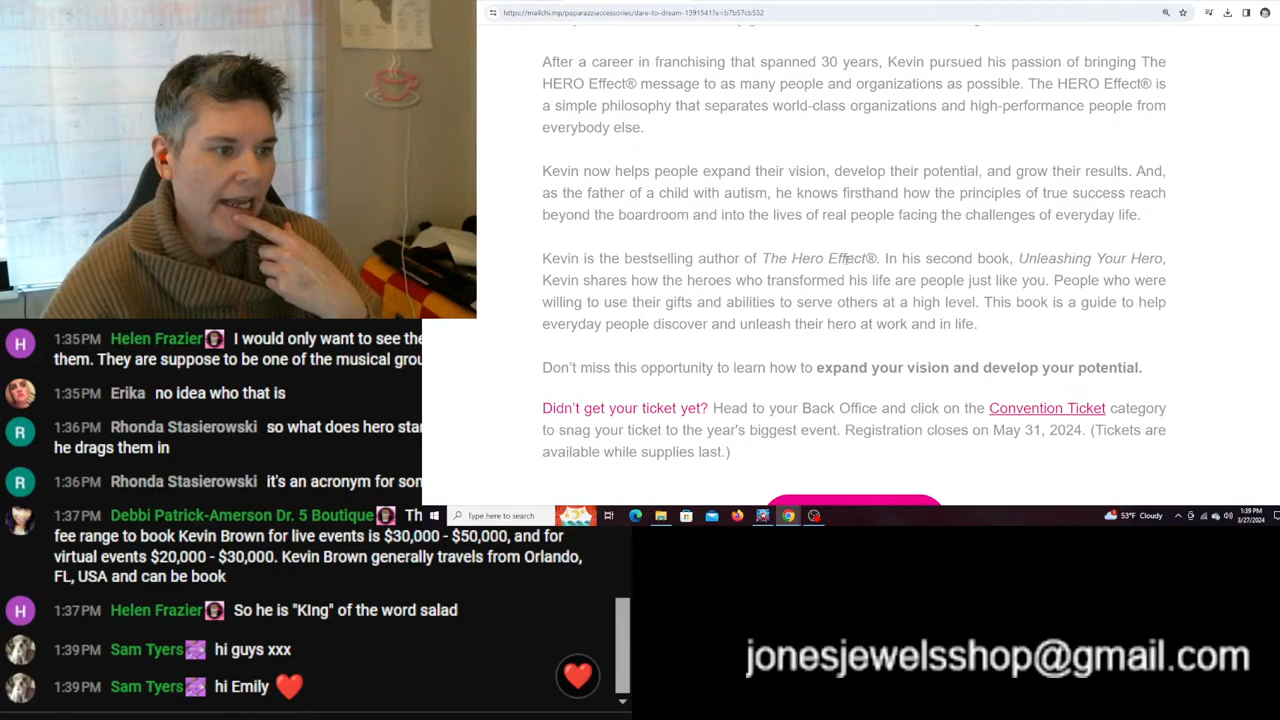 https://mailchi.mp/paparazziaccessories/dare-to-dream-13915417e=b7b57cb532
After a career in franchising that spanned 30 years, Kevin pursued his passion of bringing The
HERO Effect® message to as many people and organizations as possible. The HERO Effect® is
a simple philosophy that separates world-class organizations and high-performance people from
everybody else.
Kevin now helps people expand their vision, develop their potential, and grow their results. And,
as the father of a child with autism, he knows firsthand how the principles of true success reach
beyond the boardroom and into the lives of real people facing the challenges of everyday life.
Kevin is the bestselling author of The Hero Effect®. In his second book, Unleashing Your Hero,
Kevin shares how the heroes who transformed his life are people just like you. People who were
willing to use their gifts and abilities to serve others at a high level. This book is a guide to help
everyday people discover and unleash their hero at work and in life.
Don't miss this opportunity to learn how to expand your vision and develop your potential.
Didn't get your ticket yet? Head to your Back Office and click on the Convention Ticket category
to snag your ticket to the year's biggest event. Registration closes on May 31, 2024. (Tickets are
available while supplies last.)
Type here to search
53°F Cloudy
1:39 PM
3/27/2024
H 1:35PM Helen Frazier I would only want to see the
them. They are suppose to be one of the musical grou
1:35PM Erika no idea who that is
R 1:36PM Rhonda Stasierowski so what does hero star
he drags them in
R 1:36PM Rhonda Stasierowski it's an acronym for son
1:37PM Debbi Patrick-Amerson Dr. 5 Boutique Th
fee range to book Kevin Brown for live events is $30,000 - $50,000, and for
virtual events $20,000 - $30,000. Kevin Brown generally travels from Orlando,
FL, USA and can be book
H 1:37PM Helen Frazier So he is "KIng" of the word salad
1:39PM Sam Tyers hi guys xxx
1:39PM Sam Tyers hi Emily
jonesjewelsshop@gmail.com